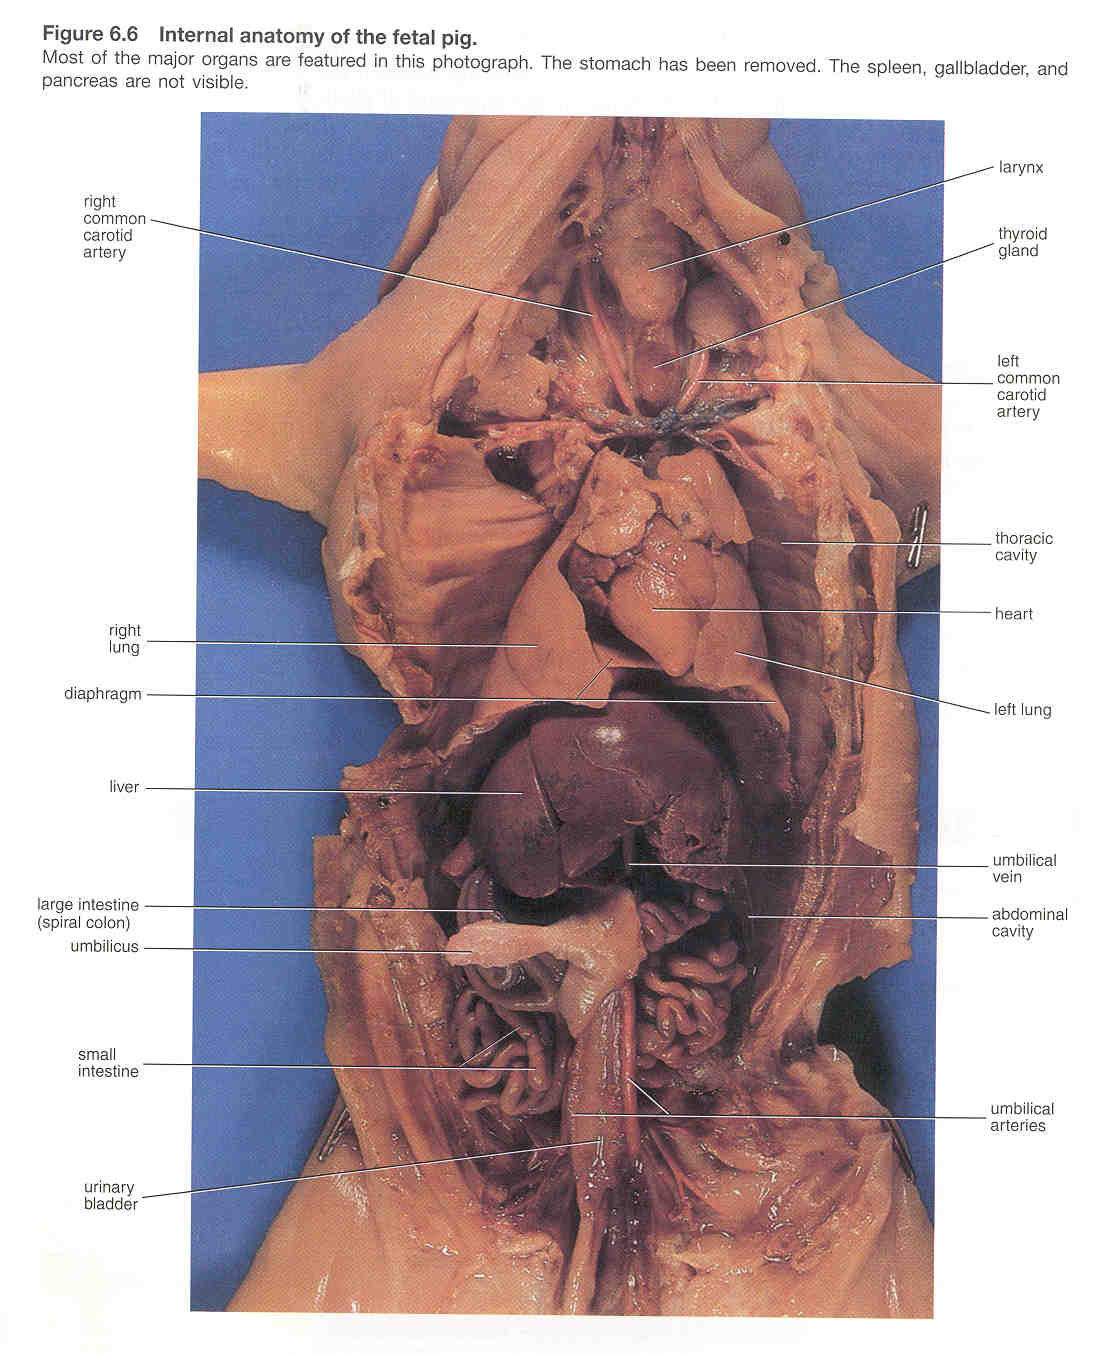 Figure 6.6 Internal anatomy of the fetal pig.
Most of the major organs are featured in this photograph. The stomach has been removed. The spleen, gallbladder, and
pancreas are not visible.
larynx
right
common
carotid
artery
thyroid
gland
left
common
carotid
artery
thoracic
cavity
heart
right
lung
diaphragm
left lung
liver
umbilical
vein
large intestine
(spiral colon)
abdominal
cavity
umbilicus
small
intestine
umbilical
arteries
urinary
bladder